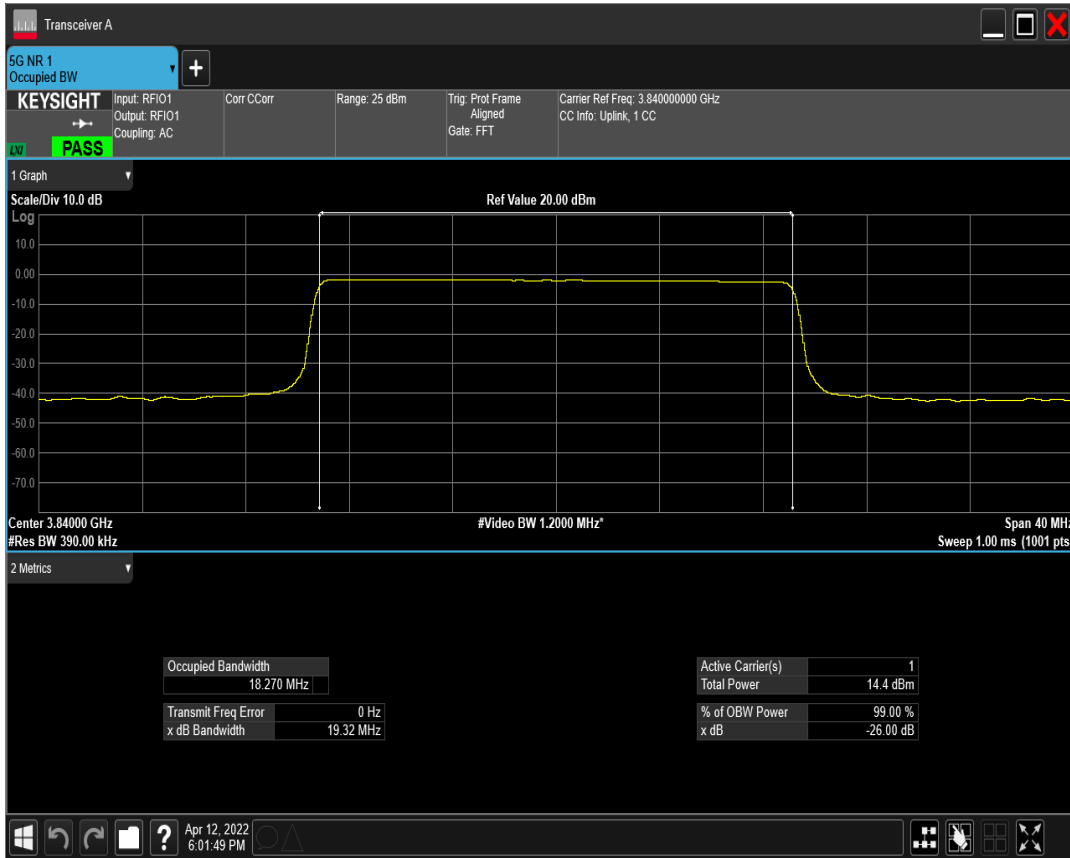 Transceiver A
5G NR 1
Occupied BW
KEYSIGHT
LXI
PASS
Input: RFIO1
Output: RFIO1
Coupling: AC
Corr CCorr
Range: 25 dBm
Trig: Prot Frame
Aligned
Gate: FFT
Carrier Ref Freq: 3.840000000 GHz
CC Info: Uplink, 1 CC
1 Graph
Scale/Div 10.0 dB
Ref Value 20.00 dBm
Log
10.0
0.00
-10.0
-20.0
-30.0
-40.0
-50.0
-60.0
-70.0
Center 3.84000 GHz
#Video BW 1.2000 MHz*
Span 40 MHz
#Res BW 390.00 kHz
Sweep 1.00 ms (1001 pts
2 Metrics
Occupied Bandwidth
18.270 MHz
Transmit Freq Error 0 Hz
x dB Bandwidth 19.32 MHz
Active Carrier(s) 1
Total Power 14.4 dBm
% of OBW Power 99.00 %
x dB -26.00 dB
?
Apr 12, 2022
6:01:49 PM